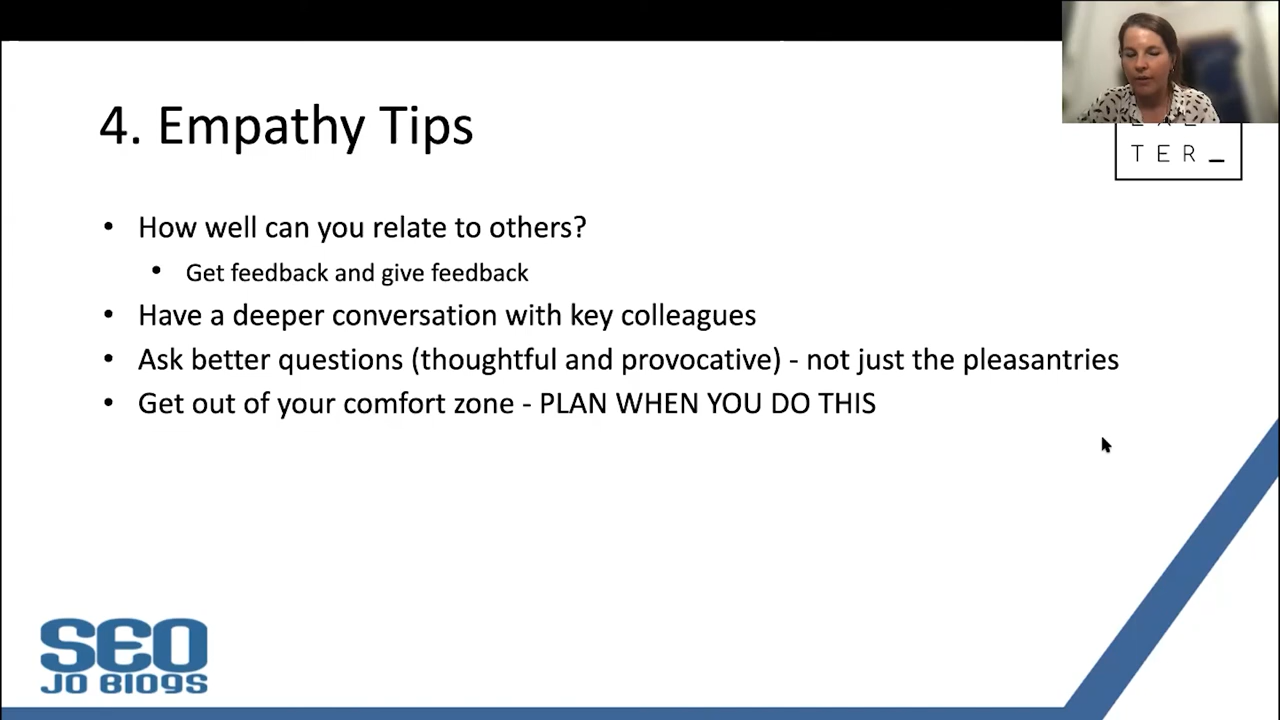 4. Empathy Tips
TER_
• How well can you relate to others?
• Get feedback and give feedback
• Have a deeper conversation with key colleagues
• Ask better questions (thoughtful and provocative) - not just the pleasantries
• Get out of your comfort zone - PLAN WHEN YOU DO THIS
SEO
JO BlOgS